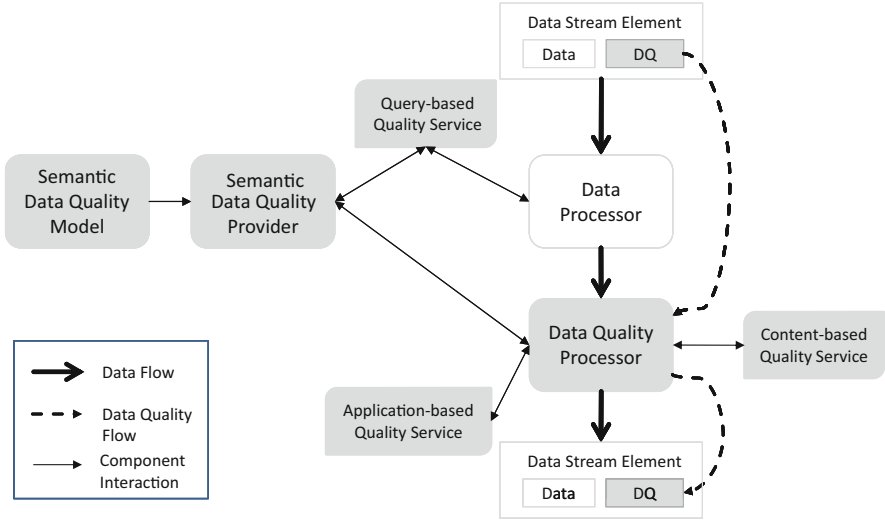 Data Stream Element
Data
DQ
Query-based
Quality Service
Semantic
Data Quality
Model
Semantic
Data Quality
Provider
Data
Processor
Data Quality
Processor
Content-based
Quality Service
Application-based
Quality Service
Data Stream Element
Data
DQ
Data Flow
Data Quality
Flow
Component
Interaction